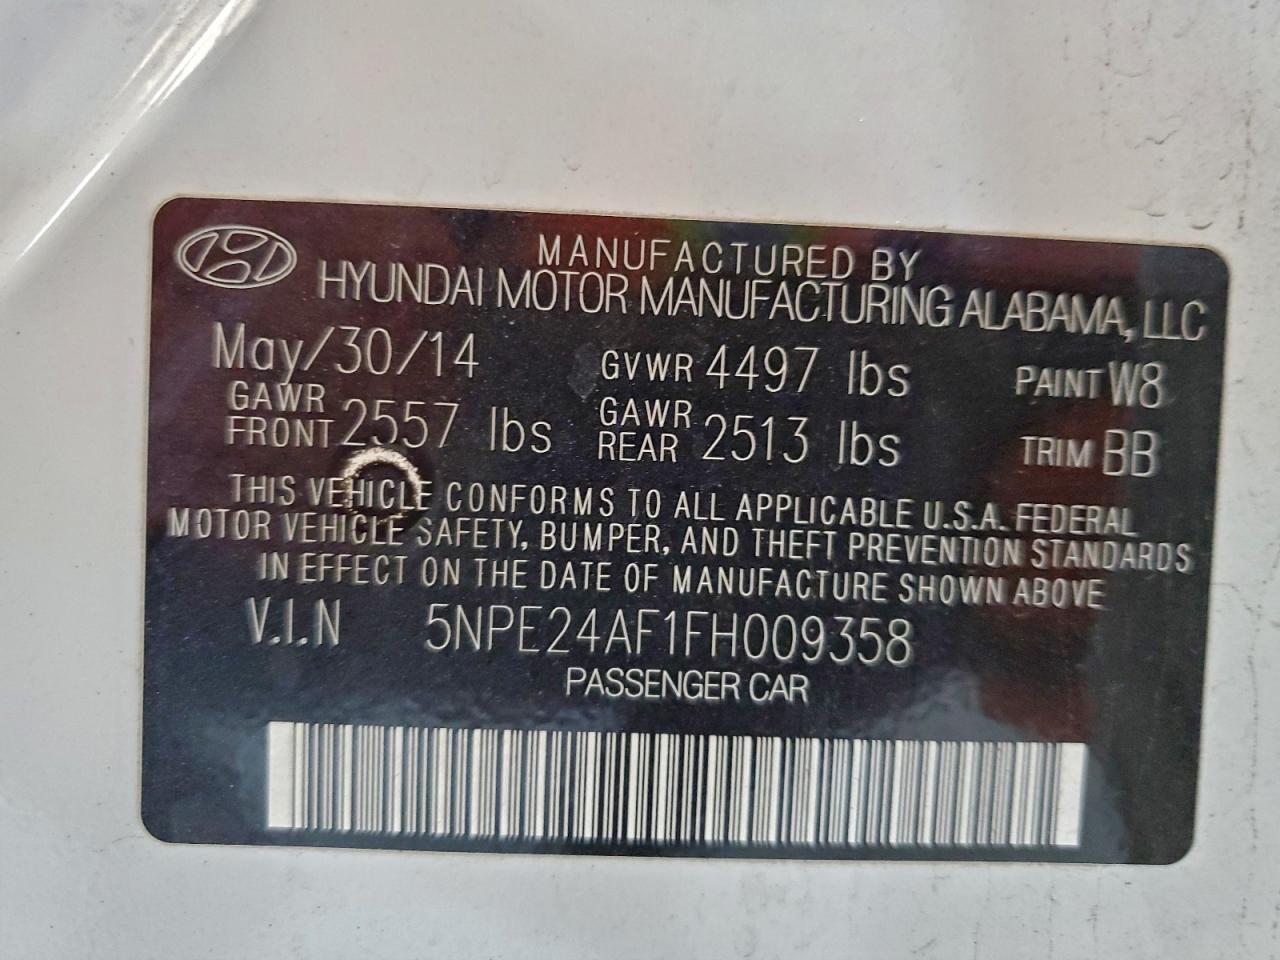 MANUFACTURED BY
HYUNDAI MOTOR MANUFACTURING ALABAMA, LLC
May/30/14 GVWR 4497 lbs PAINT W8
GAWR FRONT 2557 lbs GAWR REAR 2513 lbs TRIM BB
THIS VEHICLE CONFORMS TO ALL APPLICABLE U.S.A. FEDERAL
MOTOR VEHICLE SAFETY, BUMPER, AND THEFT PREVENTION STANDARDS
IN EFFECT ON THE DATE OF MANUFACTURE SHOWN ABOVE
V.I.N 5NPE24AF1FH009358
PASSENGER CAR